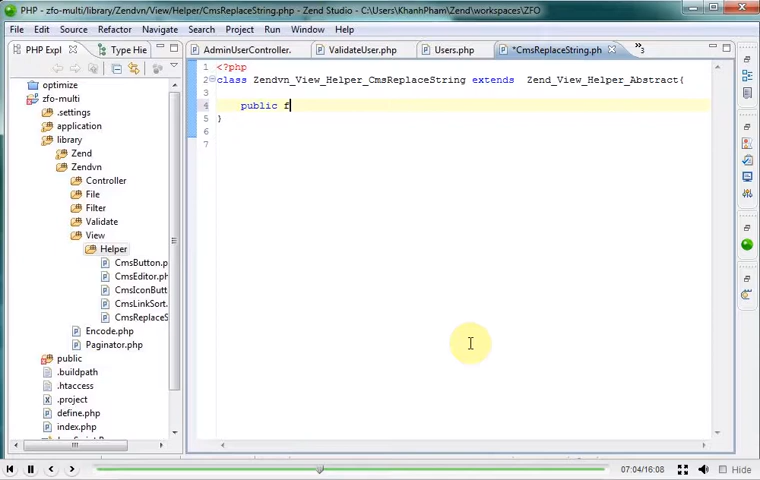 zfo-multi/library/Zendvn/View/Helper/CmsReplaceString.php - Zend Studio - C:\Users\KhanhPham\Zend\workspaces\ZFO
File Edit Source Refactor Navigate Search Project Run Window Help
PHP Expl Type Hie
AdminUserController. ValidateUser.php Users.php *CmsReplaceString.ph 3
optimize
zfo-multi
.settings
application
library
Zend
Zendvn
Controller
File
Filter
Validate
View
Helper
CmsButton.p
CmsEditor.ph
CmsIconButt
CmsLinkSort.
CmsReplaceS
Encode.php
Paginator.php
public
.buildpath
.htaccess
.project
define.php
index.php
1 <?php
2 class Zendvn_View_Helper_CmsReplaceString extends Zend_View_Helper_Abstract{
3
4 public f
5 }
6
7
07:04/16:08 Hide